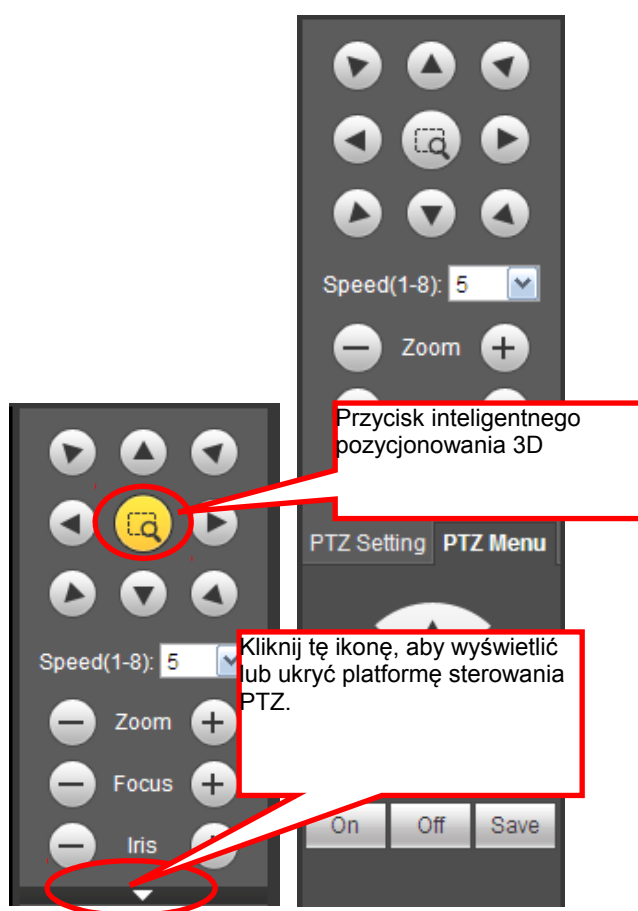 Speed(1-8): 5
Zoom
Przycisk inteligentnego
pozycjonowania 3D
PTZ Setting PTZ Menu
Speed(1-8): 5
Kliknij tę ikonę, aby wyświetlić
lub ukryć platformę sterowania
PTZ.
Zoom
Focus
Iris
On Off Save